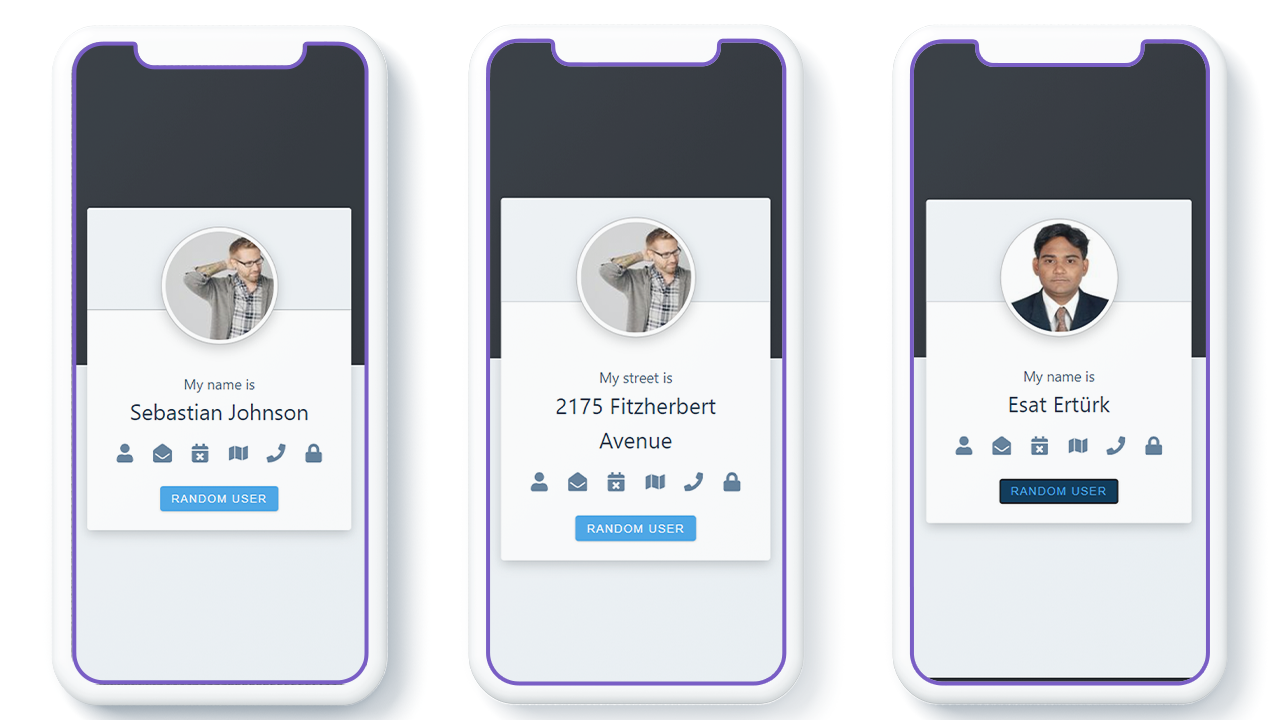 My name is
Sebastian Johnson
RANDOM USER
My street is
2175 Fitzherbert
Avenue
RANDOM USER
My name is
Esat Ertürk
RANDOM USER